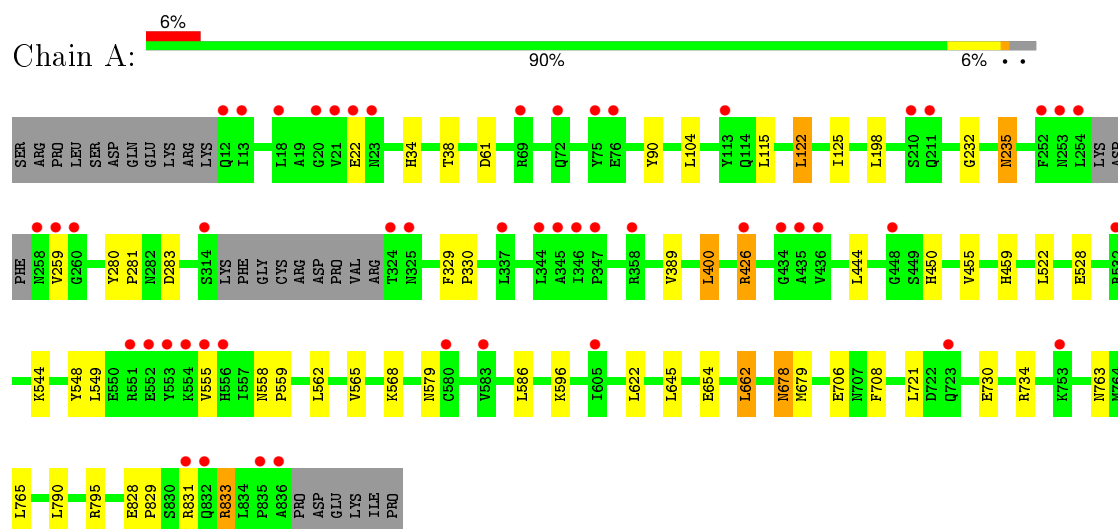 6%
Chain A:
90%
6%
• •
SER ARG PRO LEU SER ASP GLN GLU LYS ARG LYS Q12 I13 L18 A19 G20 V21 E22 N23 H34 T38 D61 R69 Q72 Y75 E76 Y90 L104 Y113 Q114 L115 L122 I125 L198 S210 Q211 G232 N235 F252 N253 L254 LYS ASP
PHE N258 V259 G260 Y280 P281 N282 D283 S314 LYS PHE GLY CYS ARG ASP PRO VAL ARG T324 N325 F329 P330 L337 L344 A345 I346 P347 R358 V389 L400 R426 G434 A435 V436 L444 G448 S449 H450 V455 H459 L522 E528 R532
K544 Y548 L549 E550 R551 E552 Y553 K554 V555 H556 I557 N558 P559 L562 V565 K568 N579 C580 V583 L586 K596 I605 L622 L645 E654 L662 N678 M679 E706 N707 F708 L721 D722 Q723 E730 R734 K753 N763 M764
L765 L790 R795 E828 P829 S830 R831 Q832 R833 L834 P835 A836 PRO ASP GLU LYS ILE PRO